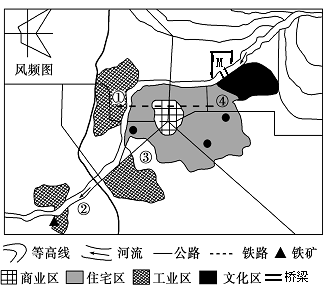 M
风频图
①
④
③
②
等高线 河流 公路 铁路 铁矿
商业区 住宅区 工业区 文化区 桥梁